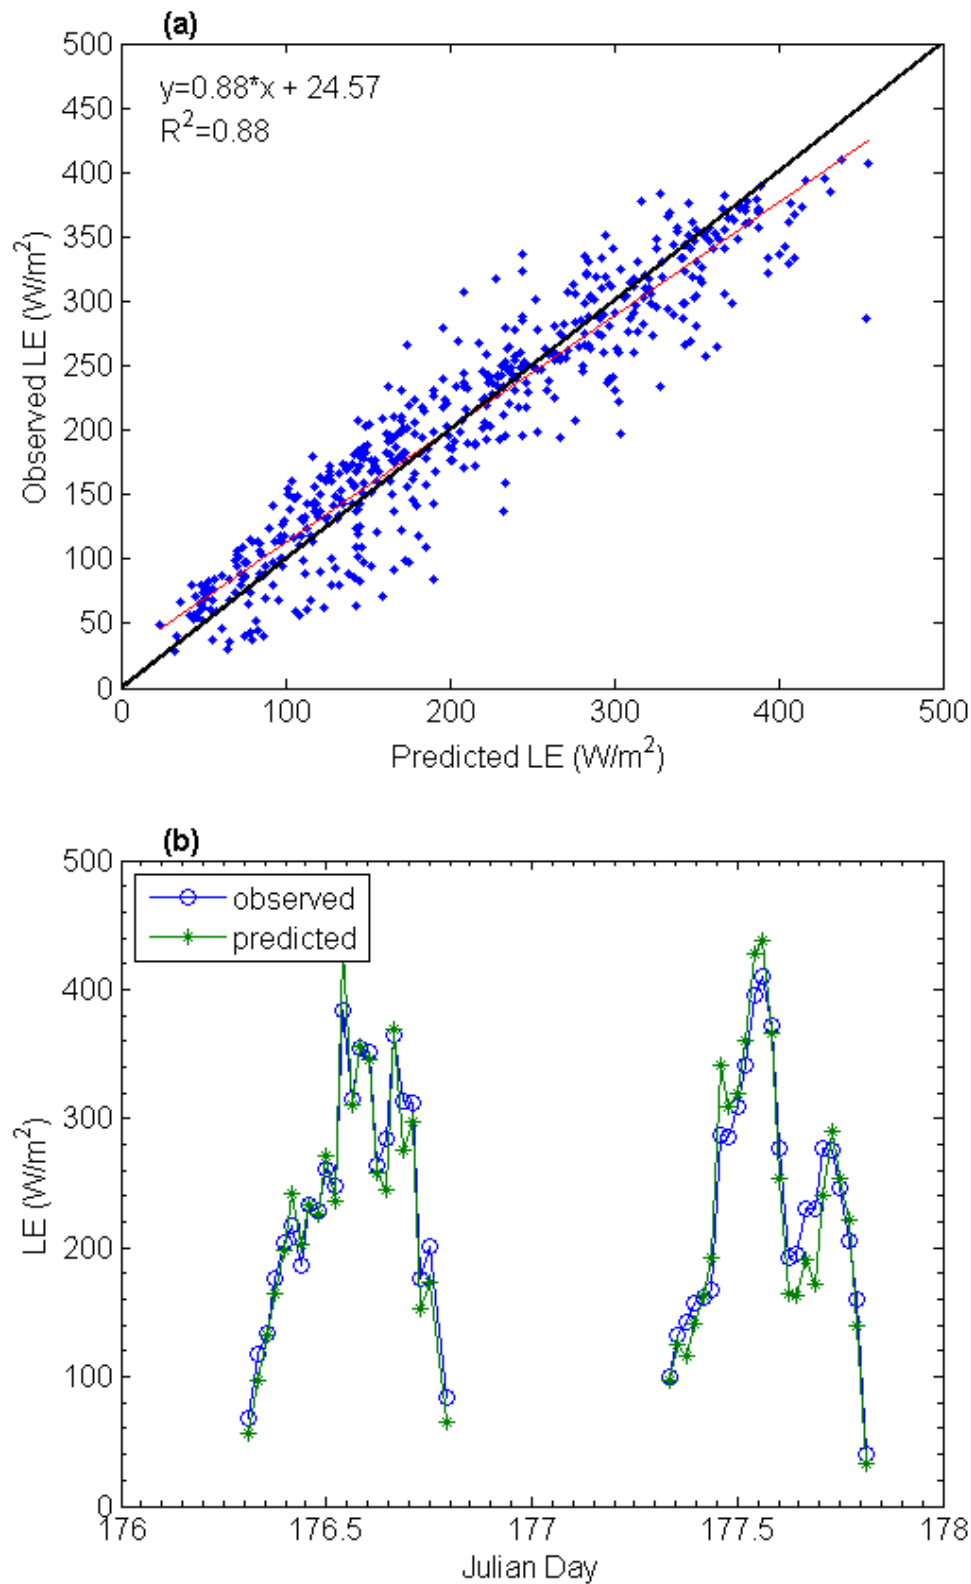 (a)
500
450
400
350
300
250
200
150
100
50
0
y=0.88*x + 24.57
R²=0.88
Observed LE (W/m²)
0 100 200 300 400 500
Predicted LE (W/m²)
(b)
500
400
300
200
100
0
observed
predicted
LE (W/m²)
176 176.5 177 177.5 178
Julian Day